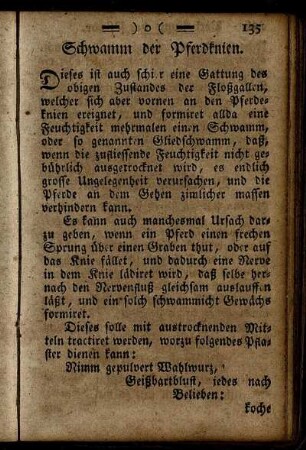 — ) o ( — 135
Schwamm der Pferdknien.
Dieses ist auch schier eine Gattung des
obigen Zustandes der Floßgallen,
welcher sich aber vornen an den Pferde-
knien ereignet, und formiret allda eine
Feuchtigkeit mehrmalen einen Schwamm,
oder so genannten Gliedschwamm, daß,
wenn die zufliessende Feuchtigkeit nicht ge-
bührlich ausgetrocknet wird, es endlich
grosse Ungelegenheit verursachen, und die
Pferde an dem Gehen zimlicher massen
verhindern kann.
Es kann auch manchesmal Ursach dar-
zu geben, wenn ein Pferd einen frechen
Sprung über einen Graben thut, oder auf
das Knie fället, und dadurch eine Nerve
in dem Knie lädiret wird, daß selbe her-
nach den Nervenfluß gleichsam auslauffen
läßt, und ein solch schwammicht Gewächs
formiret.
Dieses solle mit austrocknenden Mit-
teln tractiret werden, worzu folgendes Pfla-
ster dienen kann:
Nimm gepulvert Wahlwurz,
Geißbartblust, jedes nach
Belieben:
koche